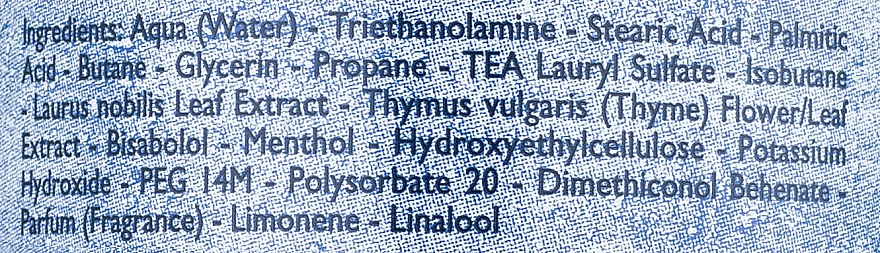 Ingredients: Aqua (Water) - Triethanolamine - Stearic Acid - Palmitic
Acid - Butane - Glycerin - Propane - TEA Lauryl Sulfate - Isobutane
- Laurus nobilis Leaf Extract - Thymus vulgaris (Thyme) Flower/Leaf
Extract - Bisabolol - Menthol - Hydroxyethylcellulose - Potassium
Hydroxide - PEG 14M - Polysorbate 20 - Dimethiconol Behenate -
Parfum (Fragrance) - Limonene - Linalool